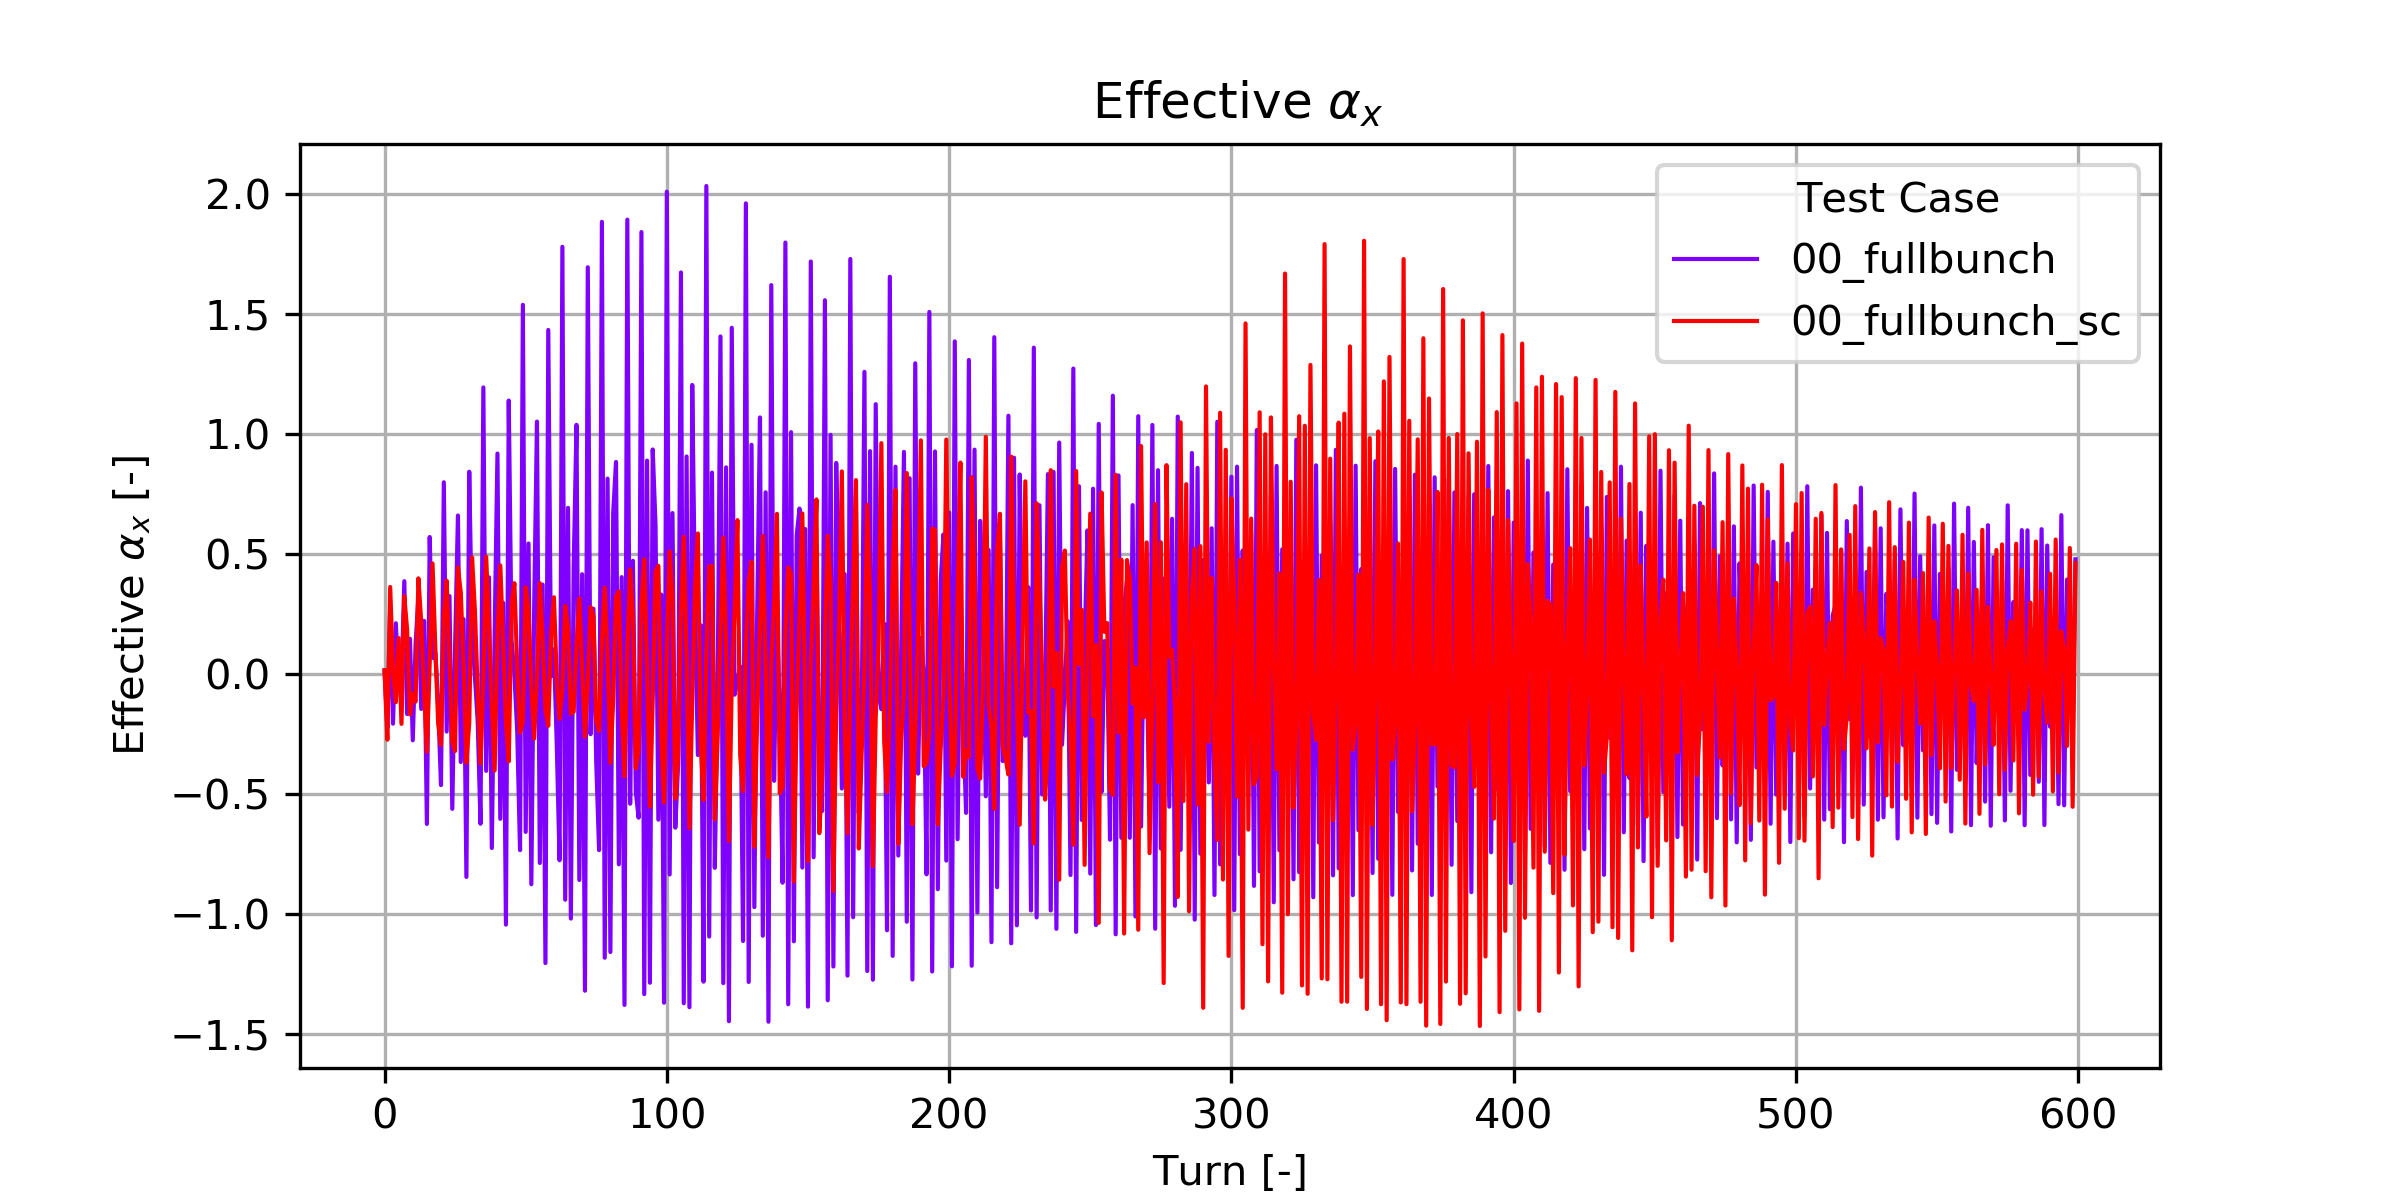 Effective αₓ
Effective αₓ [-]
2.0
1.5
1.0
0.5
0.0
−0.5
−1.0
−1.5
Test Case
00_fullbunch
00_fullbunch_sc
0 100 200 300 400 500 600
Turn [-]